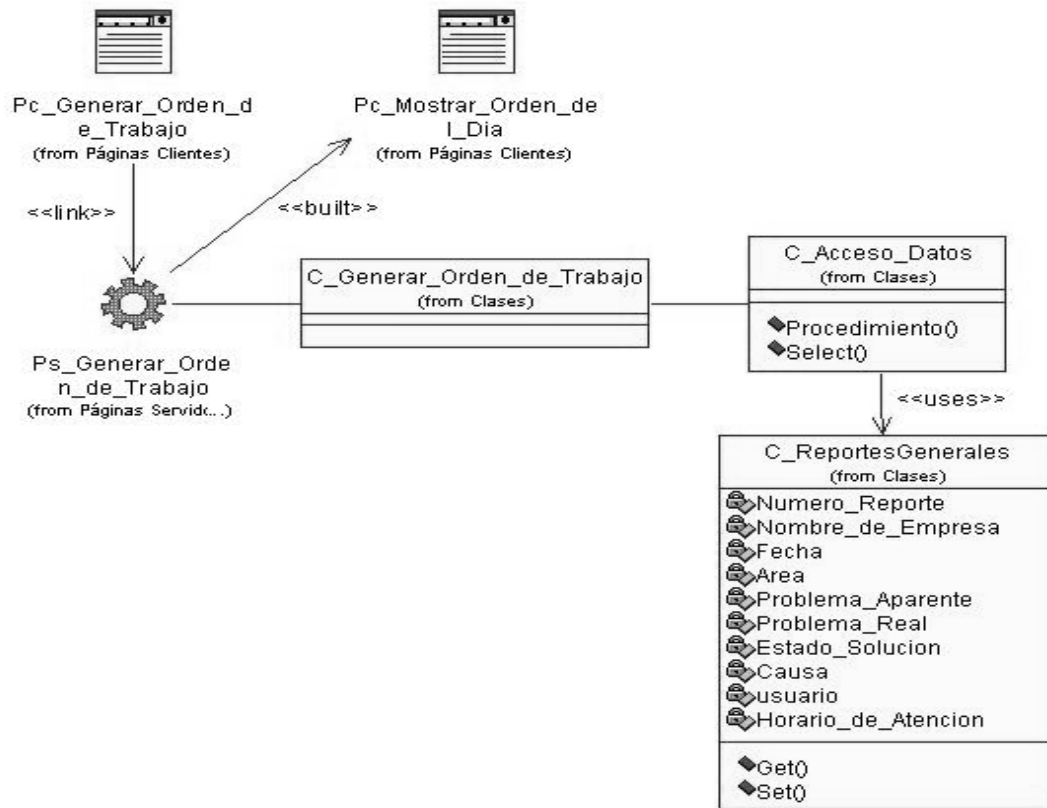 Pc_Generar_Orden_d
e_Trabajo
(from Páginas Clientes)
Pc_Mostrar_Orden_de
l_Dia
(from Páginas Clientes)
<<link>>
<<built>>
Ps_Generar_Orde
n_de_Trabajo
(from Páginas Servidc...)
C_Generar_Orden_de_Trabajo
(from Clases)
C_Acceso_Datos
(from Clases)
Procedimiento()
Select()
<<uses>>
C_ReportesGenerales
(from Clases)
Numero_Reporte
Nombre_de_Empresa
Fecha
Area
Problema_Aparente
Problema_Real
Estado_Solucion
Causa
usuario
Horario_de_Atencion
Get()
Set()